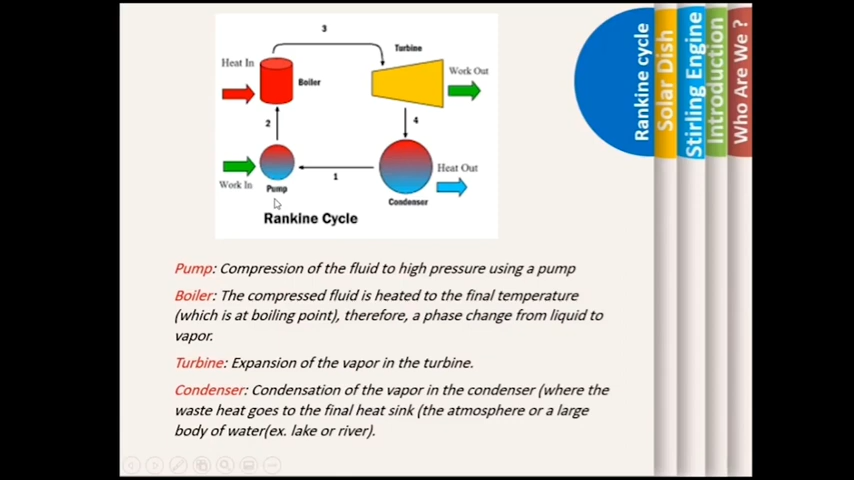 3
Turbine
Heat In
Boiler
Work Out
2
4
Work In
Pump
1
Heat Out
Condenser
Rankine Cycle
Pump: Compression of the fluid to high pressure using a pump
Boiler: The compressed fluid is heated to the final temperature
(which is at boiling point), therefore, a phase change from liquid to
vapor.
Turbine: Expansion of the vapor in the turbine.
Condenser: Condensation of the vapor in the condenser (where the
waste heat goes to the final heat sink (the atmosphere or a large
body of water(ex. lake or river).
Rankine cycle
Solar Dish
Stirling Engine
Introduction
Who Are We ?